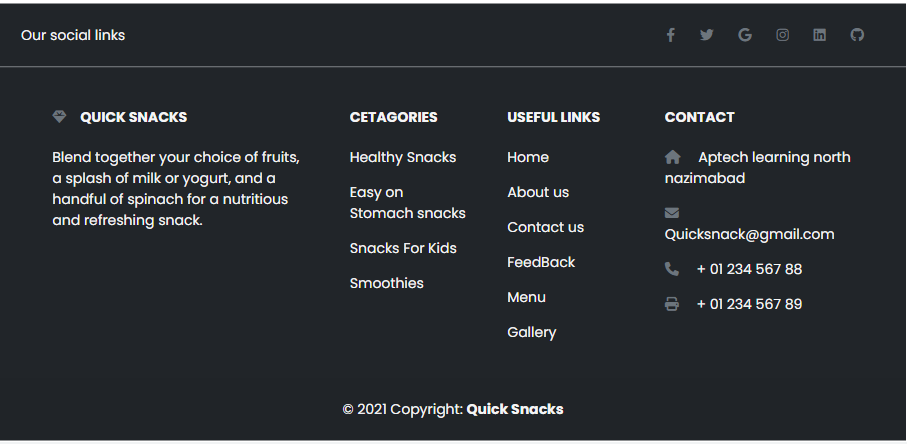 Our social links
QUICK SNACKS
Blend together your choice of fruits,
a splash of milk or yogurt, and a
handful of spinach for a nutritious
and refreshing snack.
CETAGORIES
Healthy Snacks
Easy on
Stomach snacks
Snacks For Kids
Smoothies
USEFUL LINKS
Home
About us
Contact us
FeedBack
Menu
Gallery
CONTACT
Aptech learning north
nazimabad
Quicksnack@gmail.com
+ 01 234 567 88
+ 01 234 567 89
© 2021 Copyright: Quick Snacks